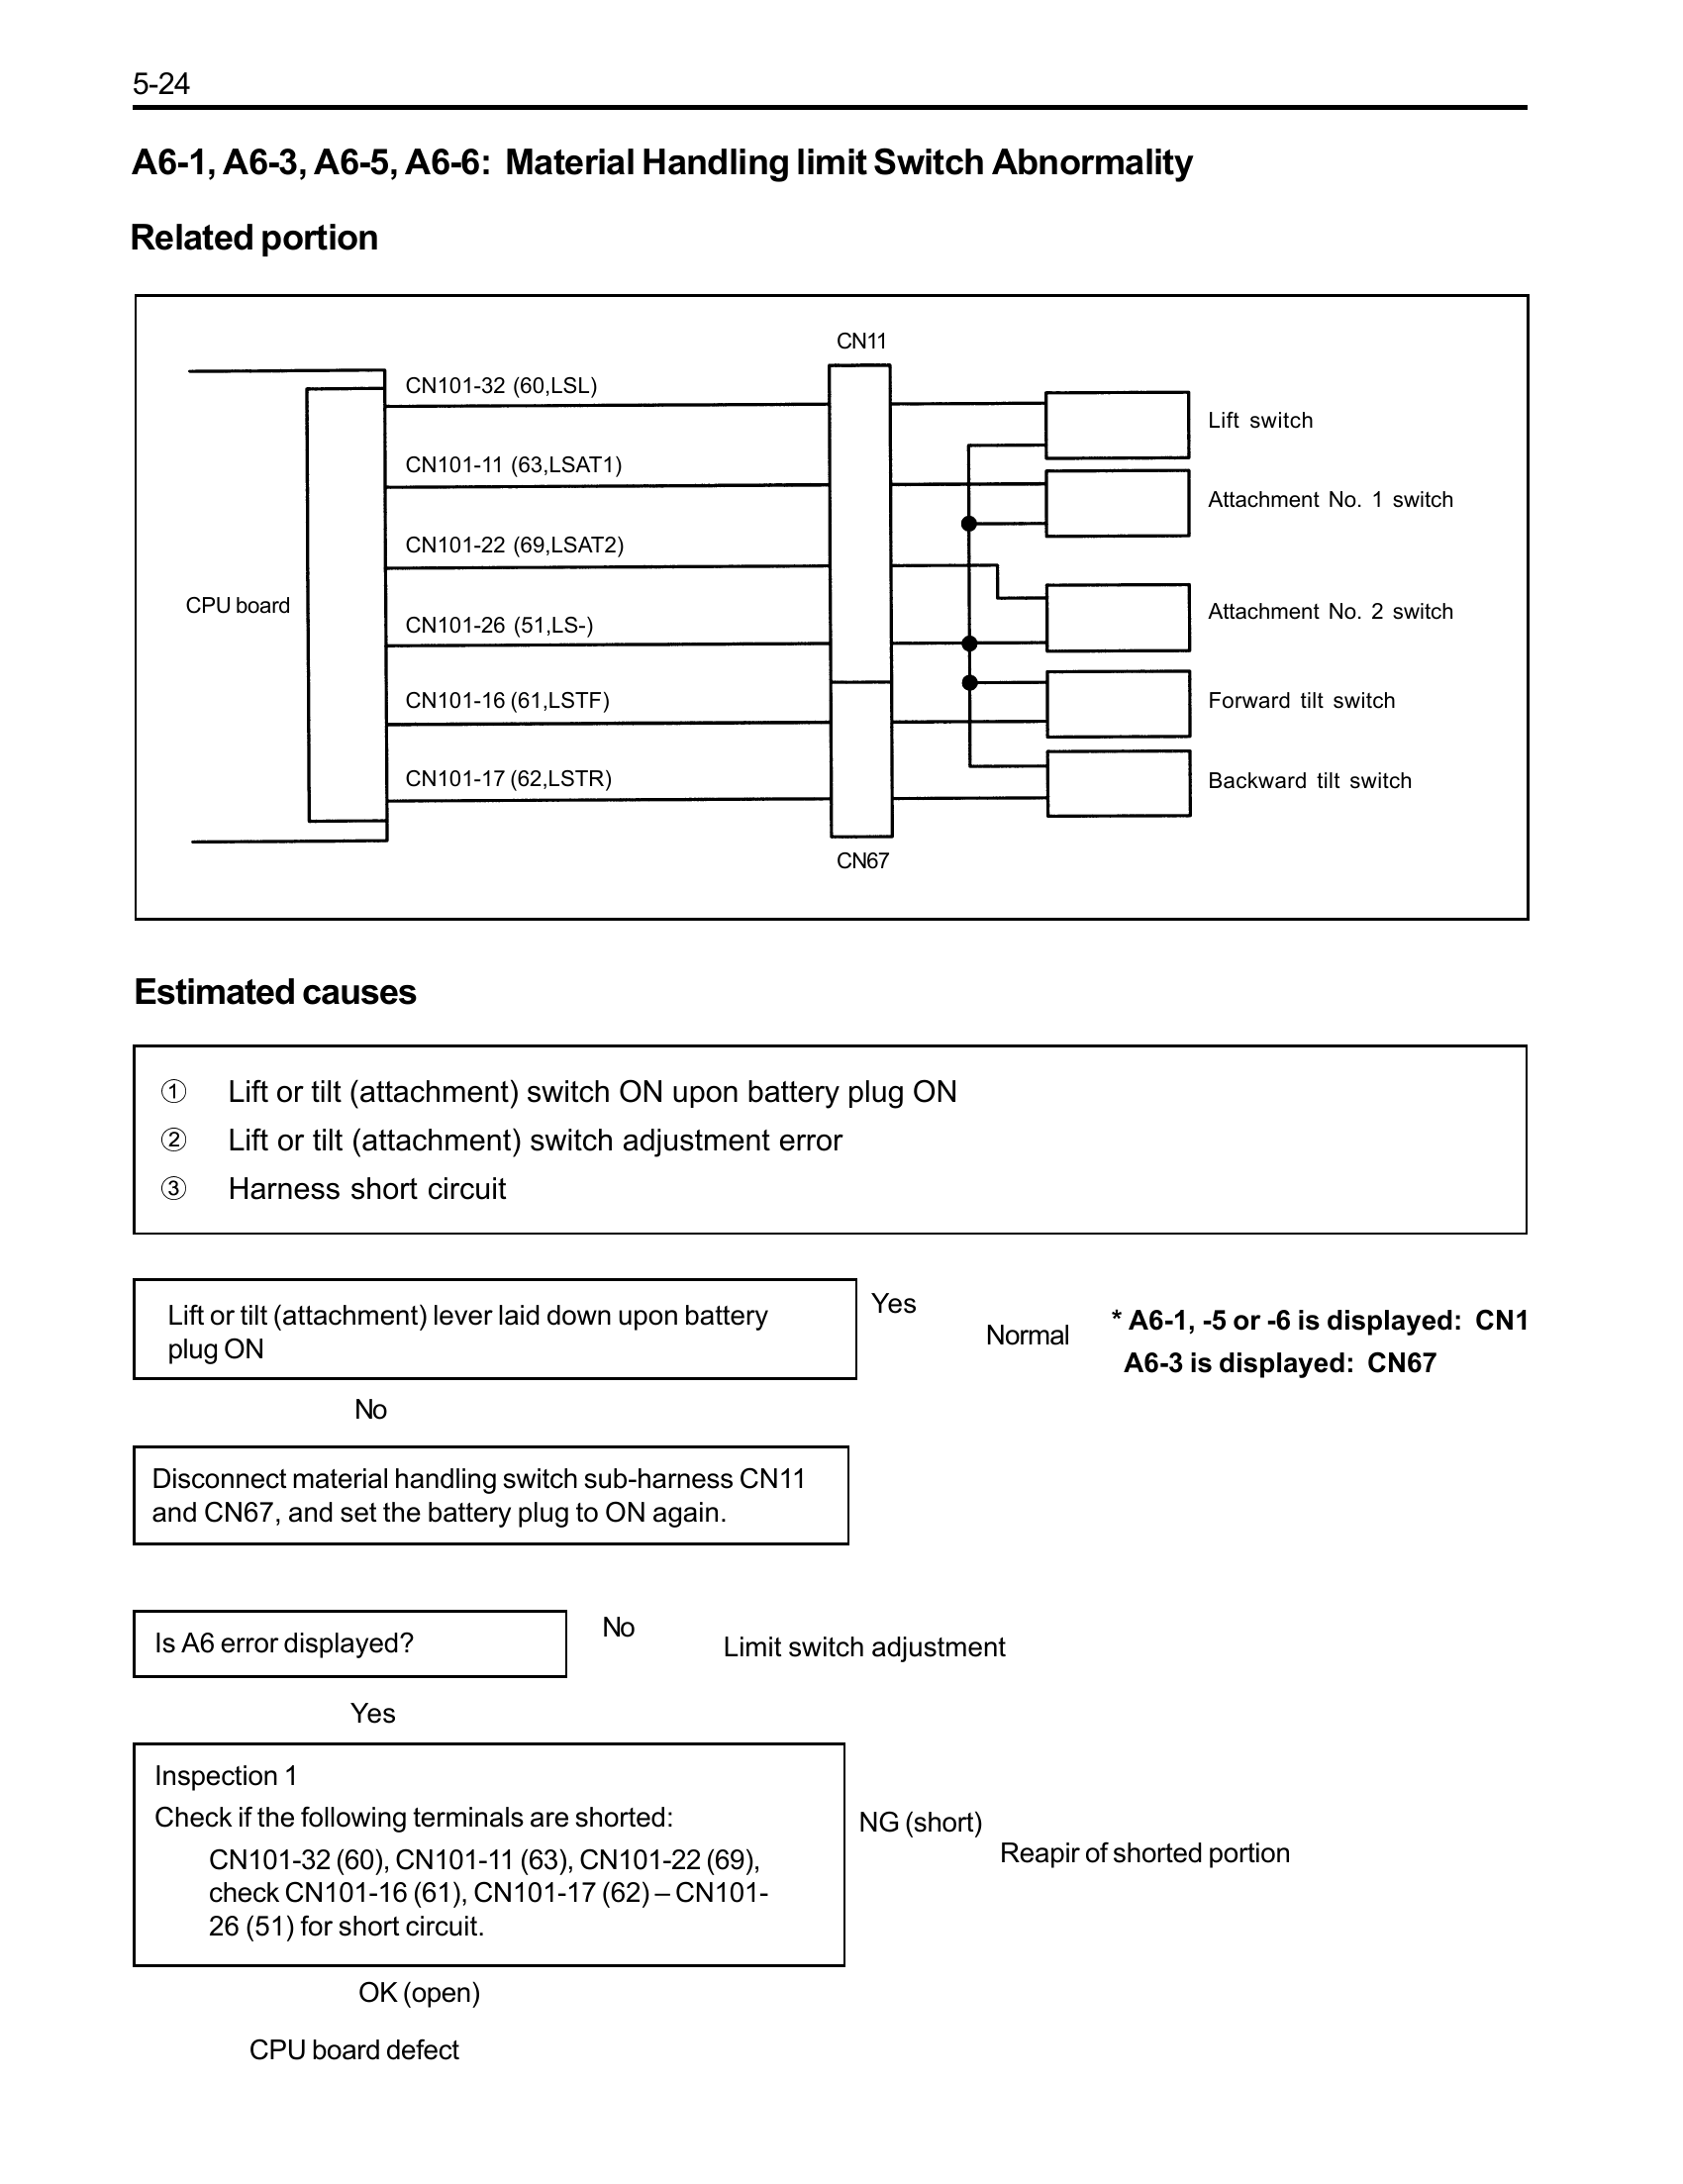 5-24
A6-1, A6-3, A6-5, A6-6: Material Handling limit Switch Abnormality
Related portion
CN11
CN101-32 (60,LSL)
Lift switch
CN101-11 (63,LSAT1)
Attachment No. 1 switch
CN101-22 (69,LSAT2)
CPU board
Attachment No. 2 switch
CN101-26 (51,LS-)
CN101-16 (61,LSTF)
Forward tilt switch
CN101-17 (62,LSTR)
Backward tilt switch
CN67
Estimated causes
① Lift or tilt (attachment) switch ON upon battery plug ON
② Lift or tilt (attachment) switch adjustment error
③ Harness short circuit
Lift or tilt (attachment) lever laid down upon battery
plug ON
Yes
Normal
* A6-1, -5 or -6 is displayed: CN1
A6-3 is displayed: CN67
No
Disconnect material handling switch sub-harness CN11
and CN67, and set the battery plug to ON again.
Is A6 error displayed?
No
Limit switch adjustment
Yes
Inspection 1
Check if the following terminals are shorted:
CN101-32 (60), CN101-11 (63), CN101-22 (69),
check CN101-16 (61), CN101-17 (62) – CN101-
26 (51) for short circuit.
NG (short)
Reapir of shorted portion
OK (open)
CPU board defect